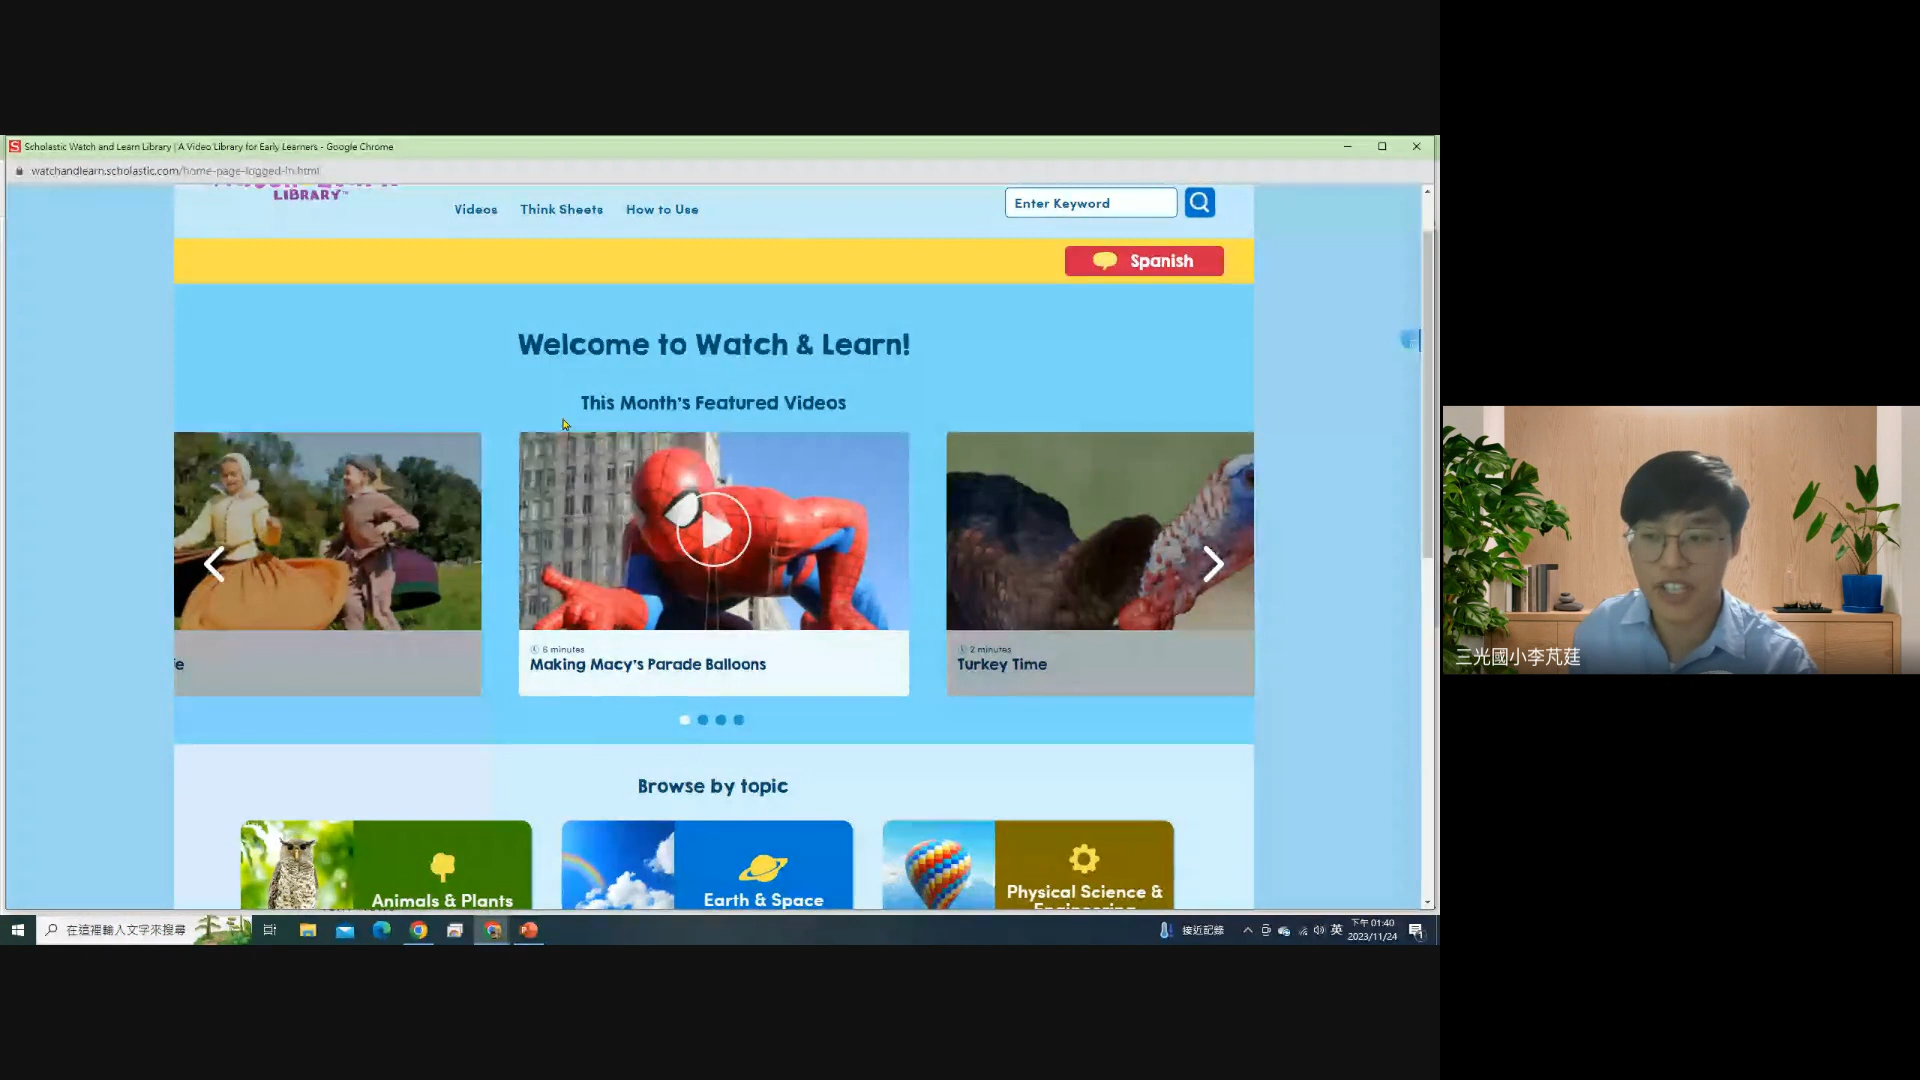 Scholastic Watch and Learn Library | A Video Library for Early Learners - Google Chrome
watchandlearn.scholastic.com/home-page-logged-in.html
LIBRARY™
Videos Think Sheets How to Use
Enter Keyword
Spanish
Welcome to Watch & Learn!
This Month's Featured Videos
6 minutes
Making Macy's Parade Balloons
2 minutes
Turkey Time
Browse by topic
Animals & Plants
Earth & Space
Physical Science &
Engineering
在這裡輸入文字來搜尋
接近記錄
英
下午 01:40
2023/11/24
三光國小李芃莛